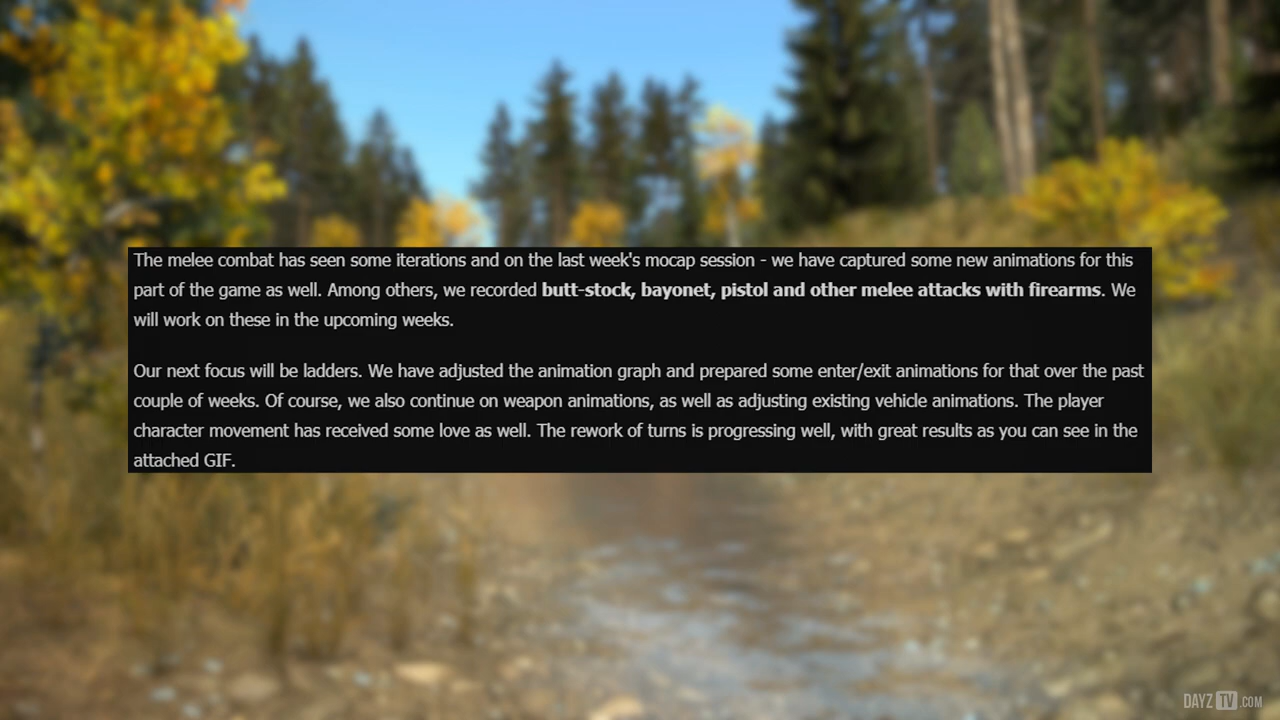 The melee combat has seen some iterations and on the last week's mocap session - we have captured some new animations for this
part of the game as well. Among others, we recorded butt-stock, bayonet, pistol and other melee attacks with firearms. We
will work on these in the upcoming weeks.
Our next focus will be ladders. We have adjusted the animation graph and prepared some enter/exit animations for that over the past
couple of weeks. Of course, we also continue on weapon animations, as well as adjusting existing vehicle animations. The player
character movement has received some love as well. The rework of turns is progressing well, with great results as you can see in the
attached GIF.
DAYZ TV .COM